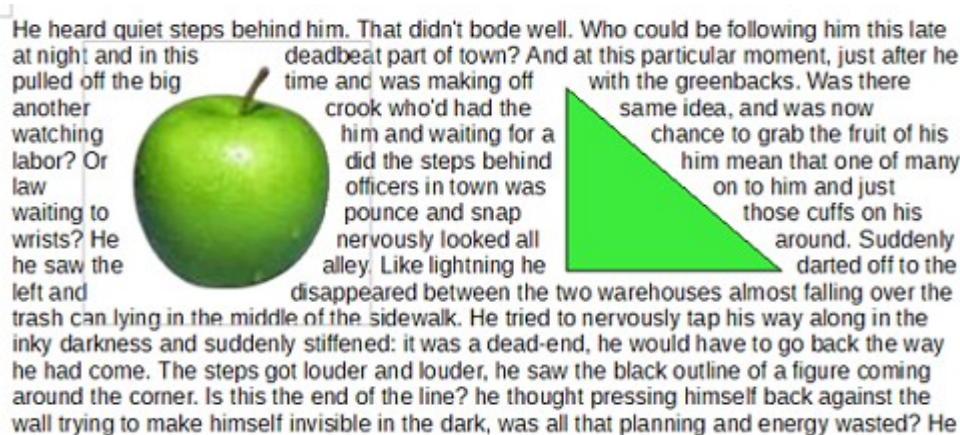 He heard quiet steps behind him. That didn't bode well. Who could be following him this late
at night and in this deadbeat part of town? And at this particular moment, just after he
pulled off the big time and was making off with the greenbacks. Was there
another crook who'd had the same idea, and was now
watching him and waiting for a chance to grab the fruit of his
labor? Or did the steps behind him mean that one of many
law officers in town was on to him and just
waiting to pounce and snap those cuffs on his
wrists? He nervously looked all around. Suddenly
he saw the alley. Like lightning he darted off to the
left and disappeared between the two warehouses almost falling over the
trash can lying in the middle of the sidewalk. He tried to nervously tap his way along in the
inky darkness and suddenly stiffened: it was a dead-end, he would have to go back the way
he had come. The steps got louder and louder, he saw the black outline of a figure coming
around the corner. Is this the end of the line? he thought pressing himself back against the
wall trying to make himself invisible in the dark, was all that planning and energy wasted? He